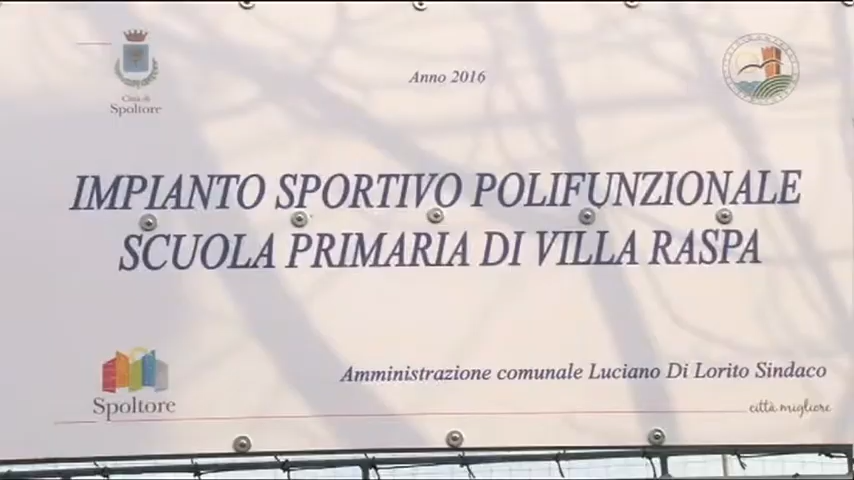 Città di
Spoltore
Anno 2016
IMPIANTO SPORTIVO POLIFUNZIONALE
SCUOLA PRIMARIA DI VILLA RASPA
Spoltore
Amministrazione comunale Luciano Di Lorito Sindaco
città migliore